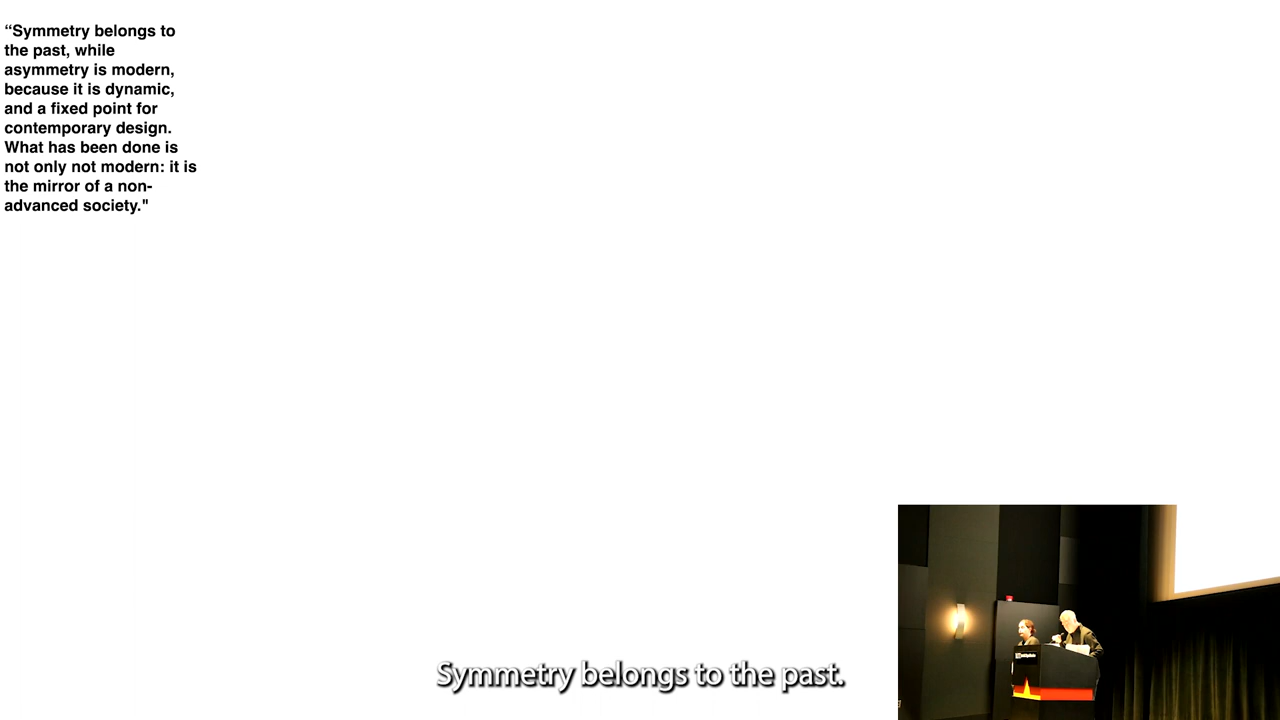 “Symmetry belongs to
the past, while
asymmetry is modern,
because it is dynamic,
and a fixed point for
contemporary design.
What has been done is
not only not modern: it is
the mirror of a non-
advanced society."
Symmetry belongs to the past.